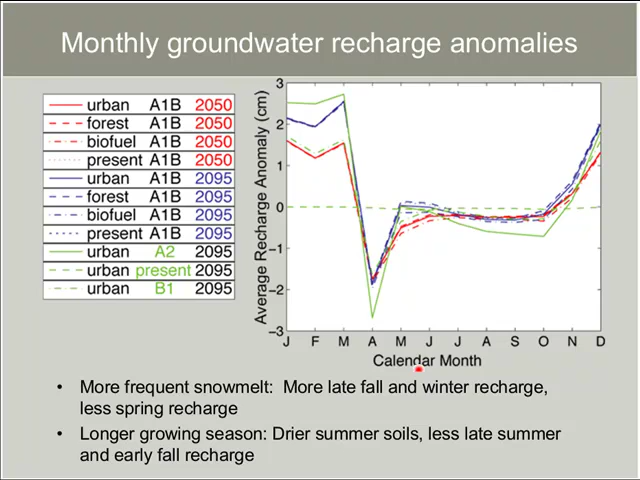 Monthly groundwater recharge anomalies
urban A1B 2050
forest A1B 2050
biofuel A1B 2050
present A1B 2050
urban A1B 2095
forest A1B 2095
biofuel A1B 2095
present A1B 2095
urban A2 2095
urban present 2095
urban B1 2095
Average Recharge Anomaly (cm)
3
2
1
0
−1
−2
−3
J F M A M J J A S O N D
Calendar Month
• More frequent snowmelt: More late fall and winter recharge,
less spring recharge
• Longer growing season: Drier summer soils, less late summer
and early fall recharge